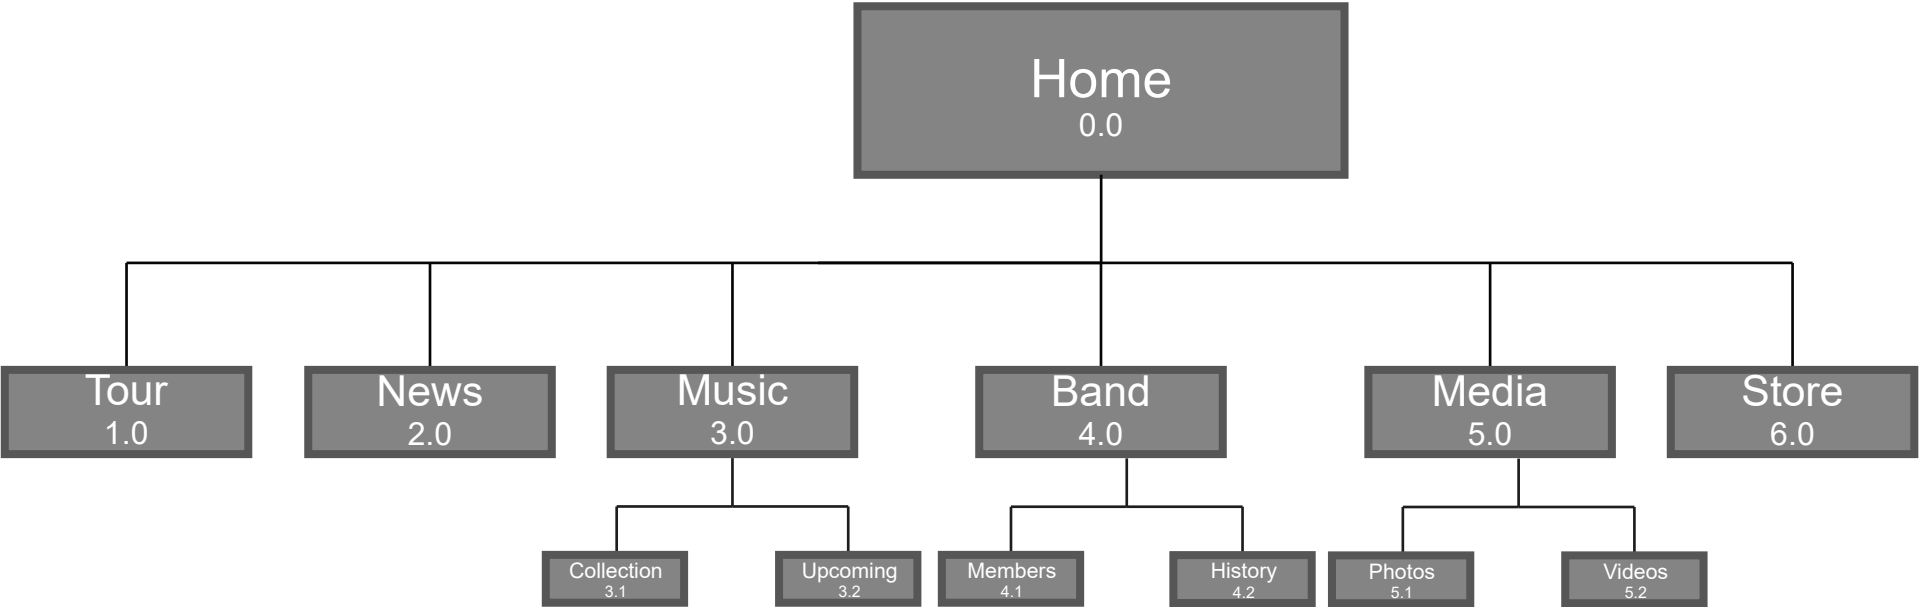 Home
0.0
Tour
1.0
News
2.0
Music
3.0
Band
4.0
Media
5.0
Store
6.0
Collection
3.1
Upcoming
3.2
Members
4.1
History
4.2
Photos
5.1
Videos
5.2